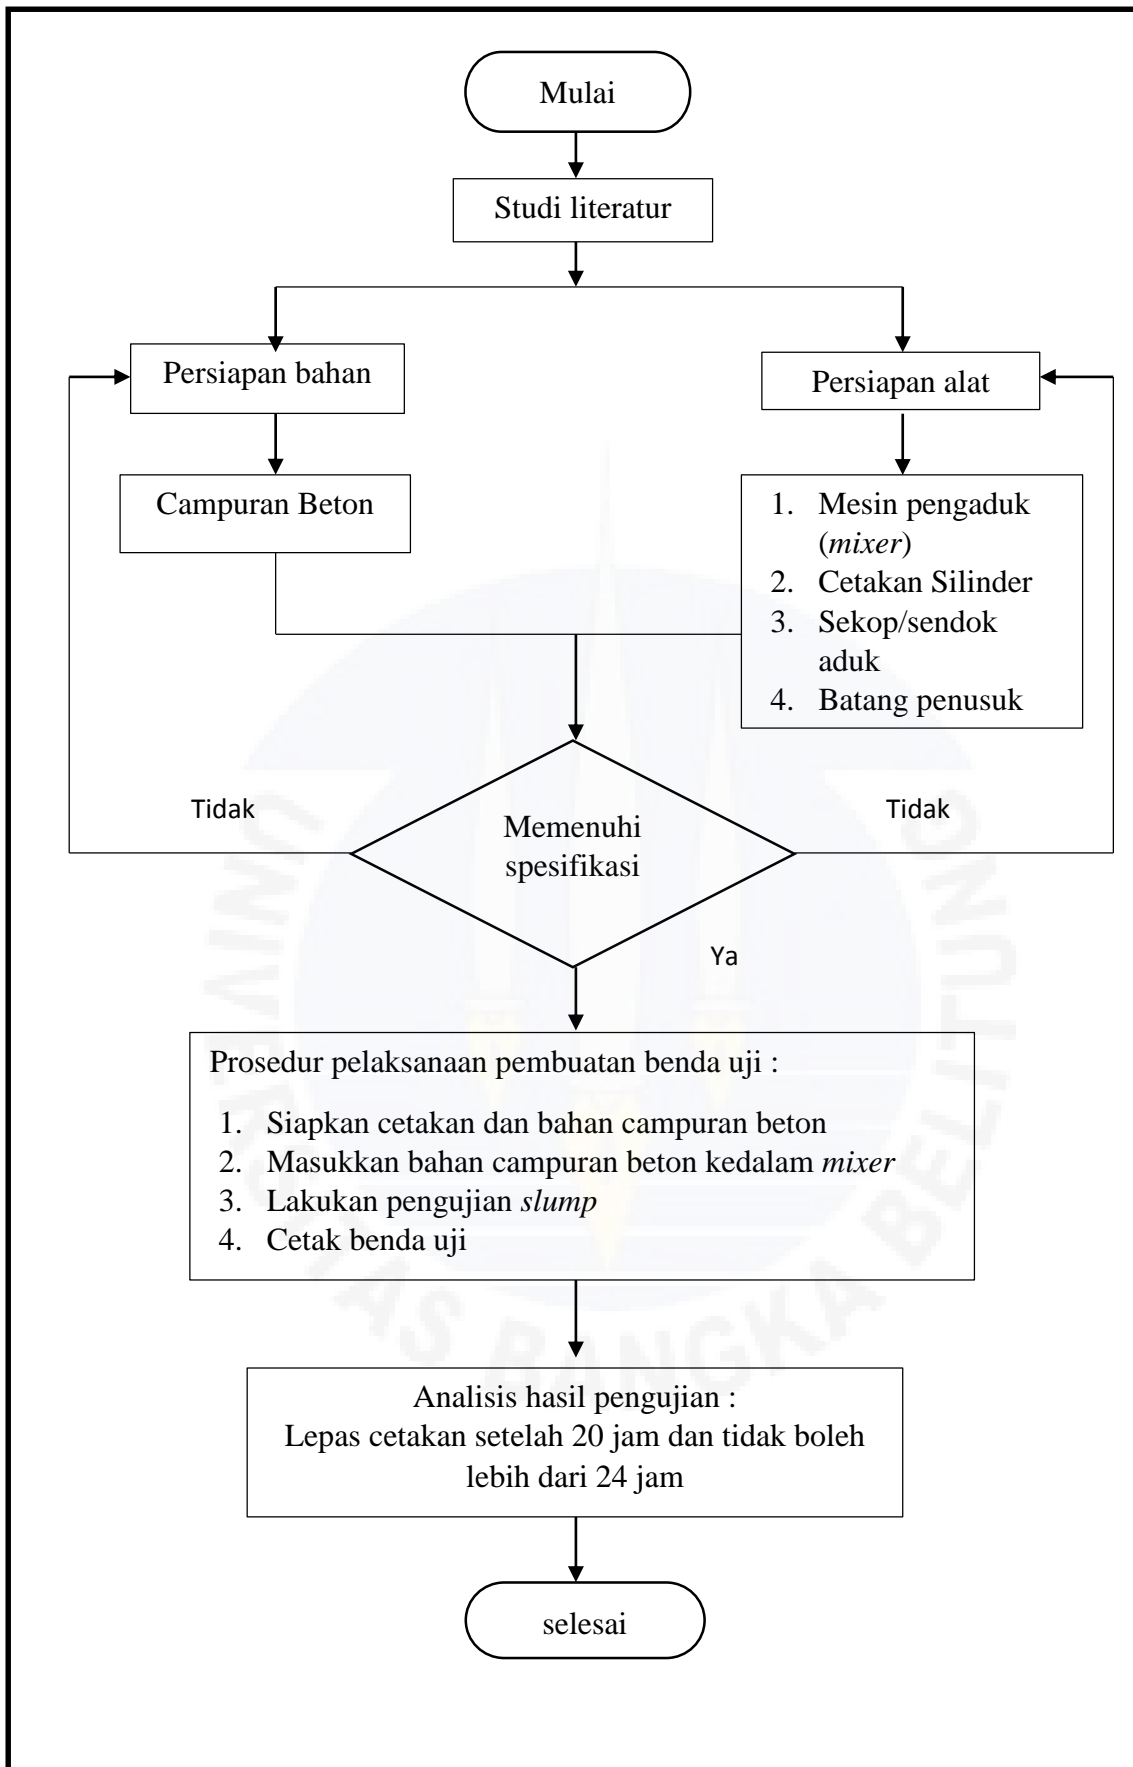 Mulai
Studi literatur
Persiapan bahan
Persiapan alat
Campuran Beton
1. Mesin pengaduk
(mixer)
2. Cetakan Silinder
3. Sekop/sendok
aduk
4. Batang penusuk
Tidak
Memenuhi
spesifikasi
Tidak
Ya
Prosedur pelaksanaan pembuatan benda uji :
1. Siapkan cetakan dan bahan campuran beton
2. Masukkan bahan campuran beton kedalam mixer
3. Lakukan pengujian slump
4. Cetak benda uji
Analisis hasil pengujian :
Lepas cetakan setelah 20 jam dan tidak boleh
lebih dari 24 jam
selesai
UNIVERSITAS BANGKA BELITUNG